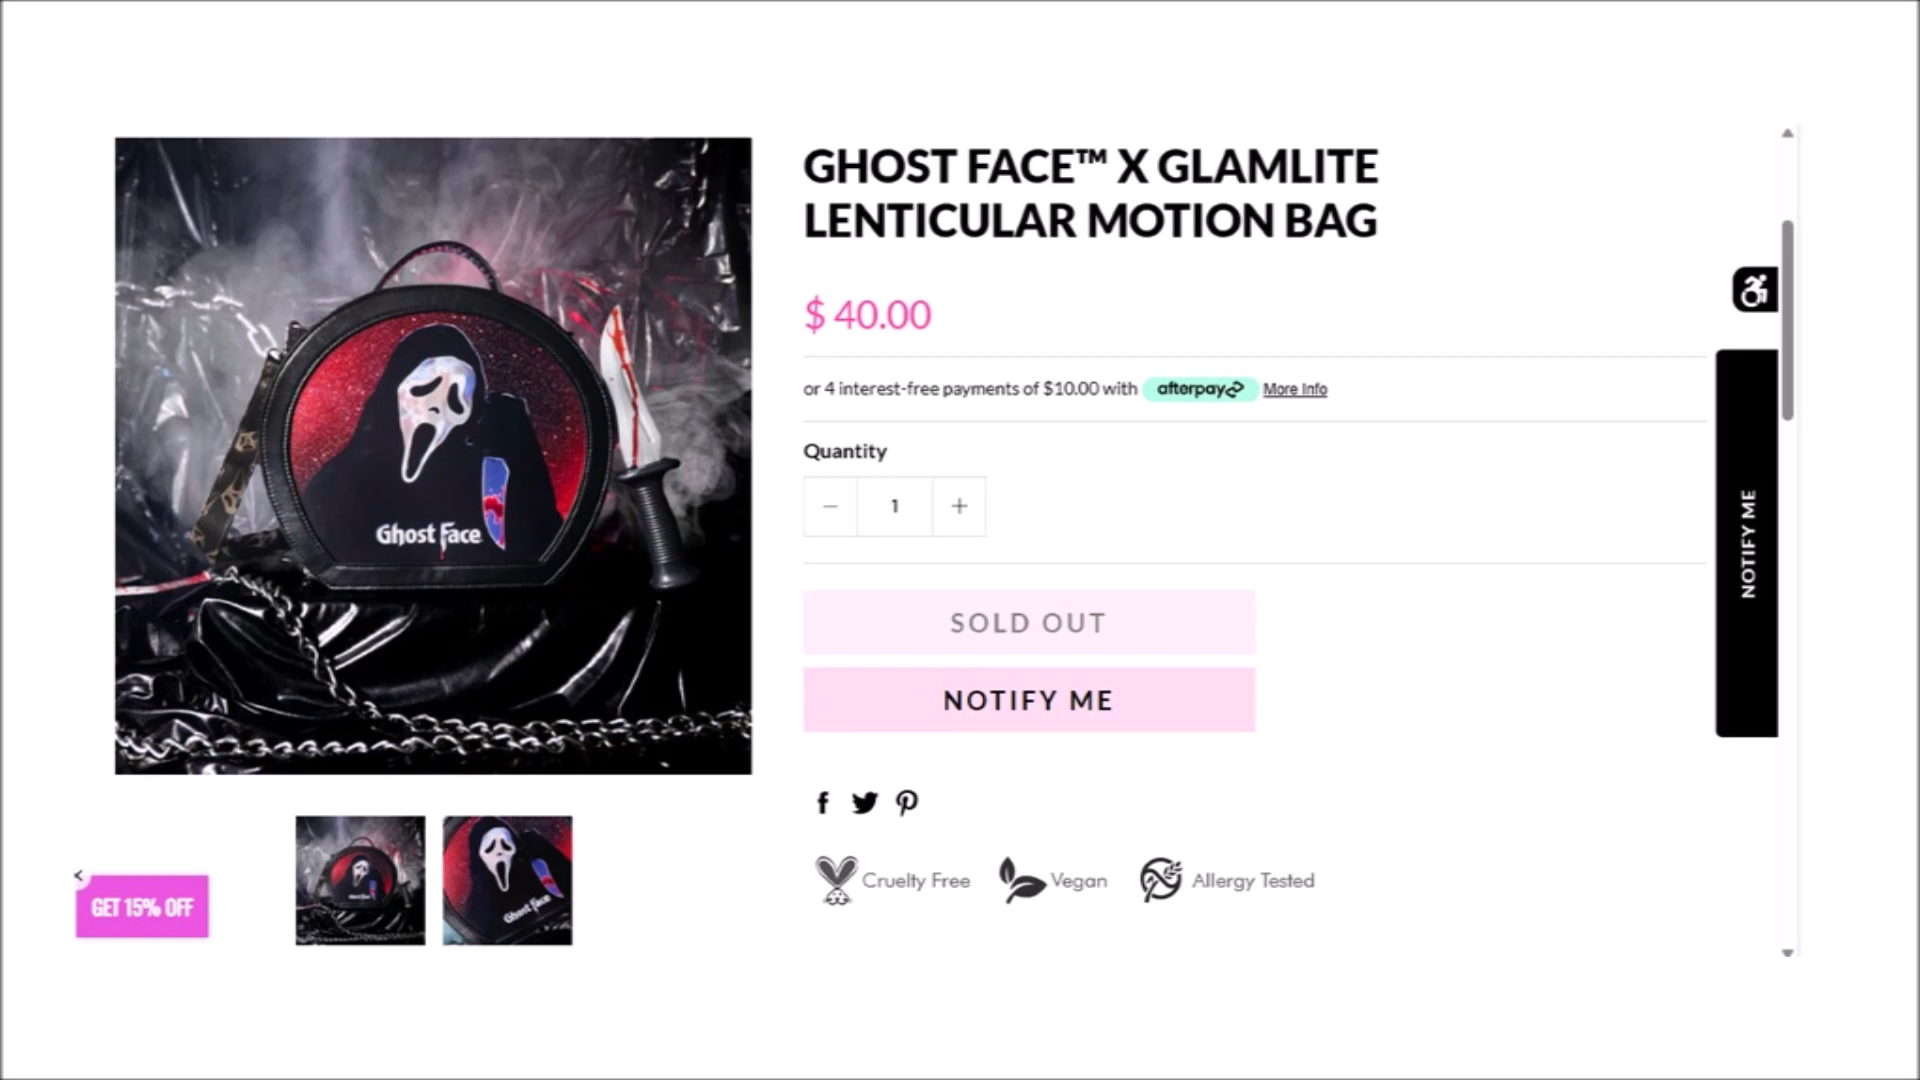 GHOST FACE™ X GLAMLITE
LENTICULAR MOTION BAG
$ 40.00
or 4 interest-free payments of $10.00 with afterpay More Info
Quantity
− 1 +
SOLD OUT
NOTIFY ME
NOTIFY ME
Ghost Face
Cruelty Free Vegan Allergy Tested
< 
GET 15% OFF
Ghost Face